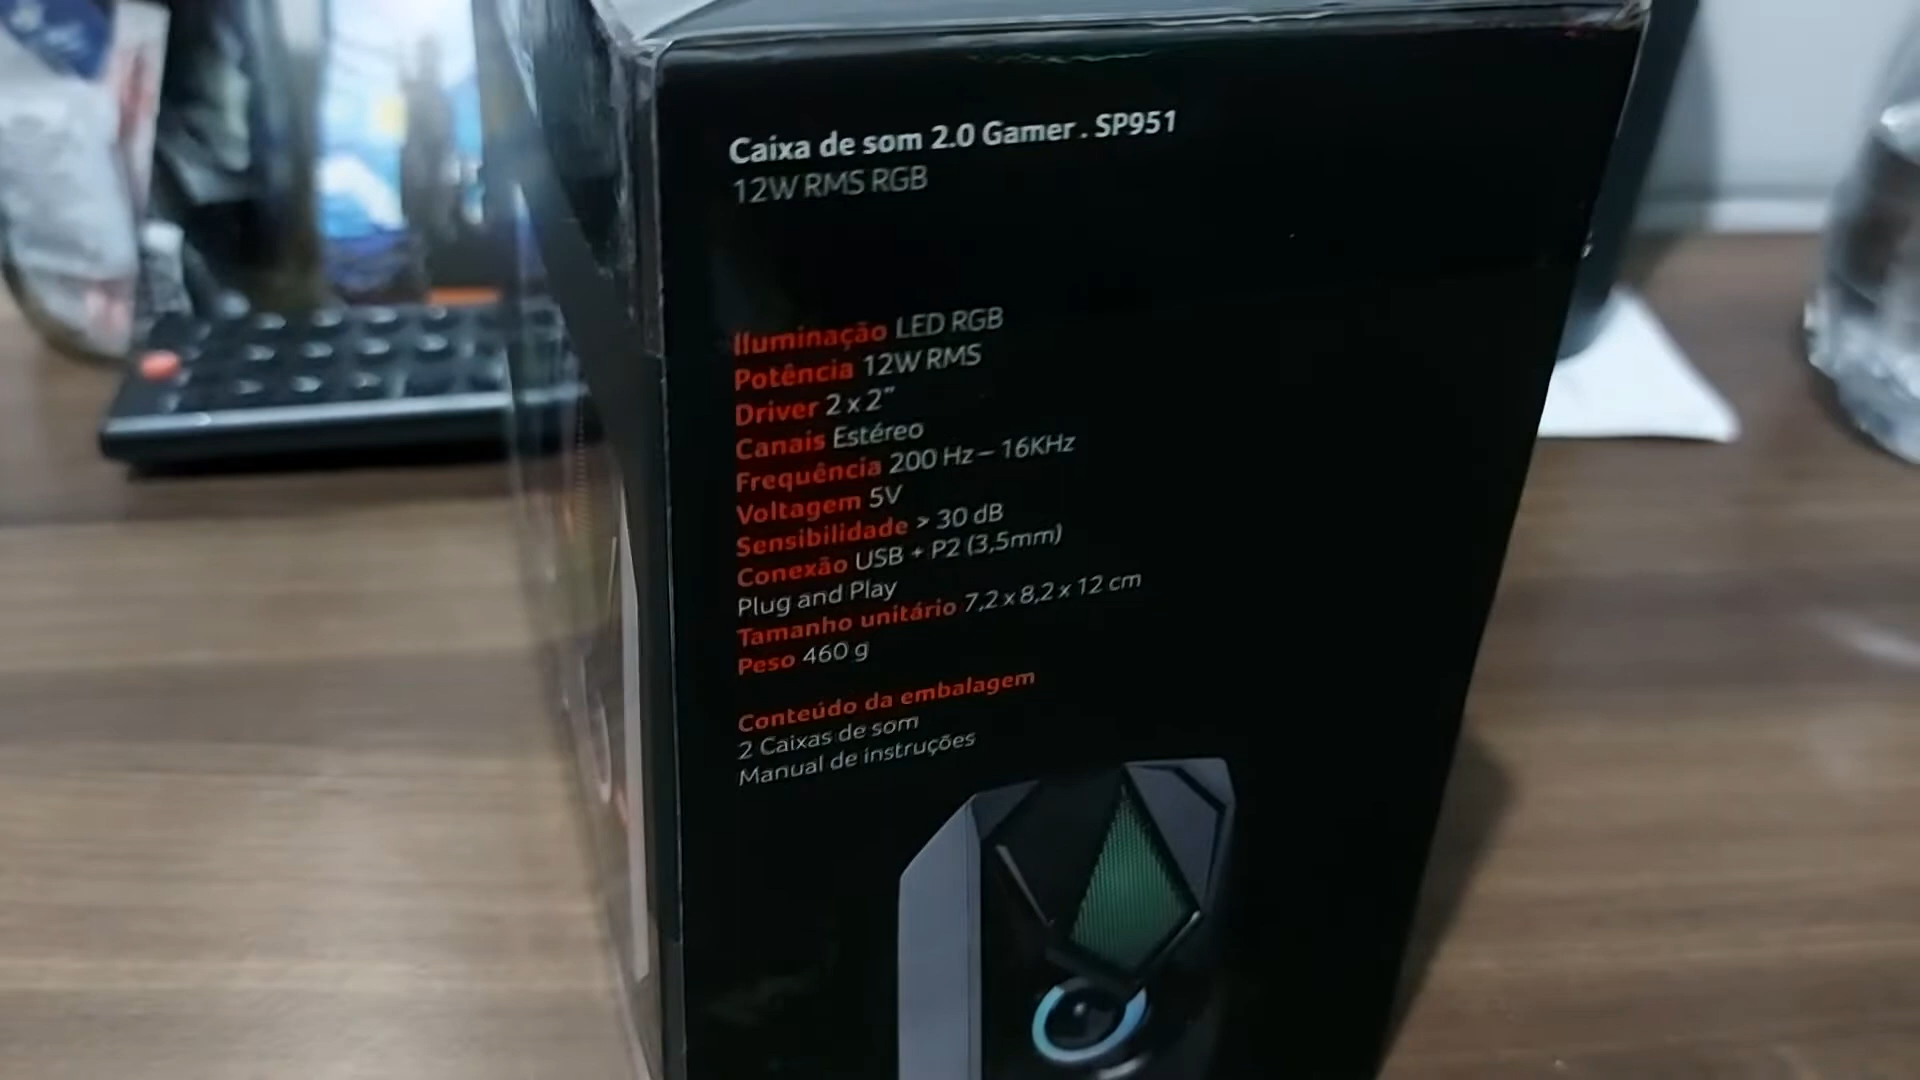 Caixa de som 2.0 Gamer . SP951
12W RMS RGB
Iluminação LED RGB
Potência 12W RMS
Driver 2 x 2”
Canais Estéreo
Frequência 200 Hz – 16KHz
Voltagem 5V
Sensibilidade > 30 dB
Conexão USB + P2 (3,5mm)
Plug and Play
Tamanho unitário 7,2 x 8,2 x 12 cm
Peso 460 g
Conteúdo da embalagem
2 Caixas de som
Manual de instruções